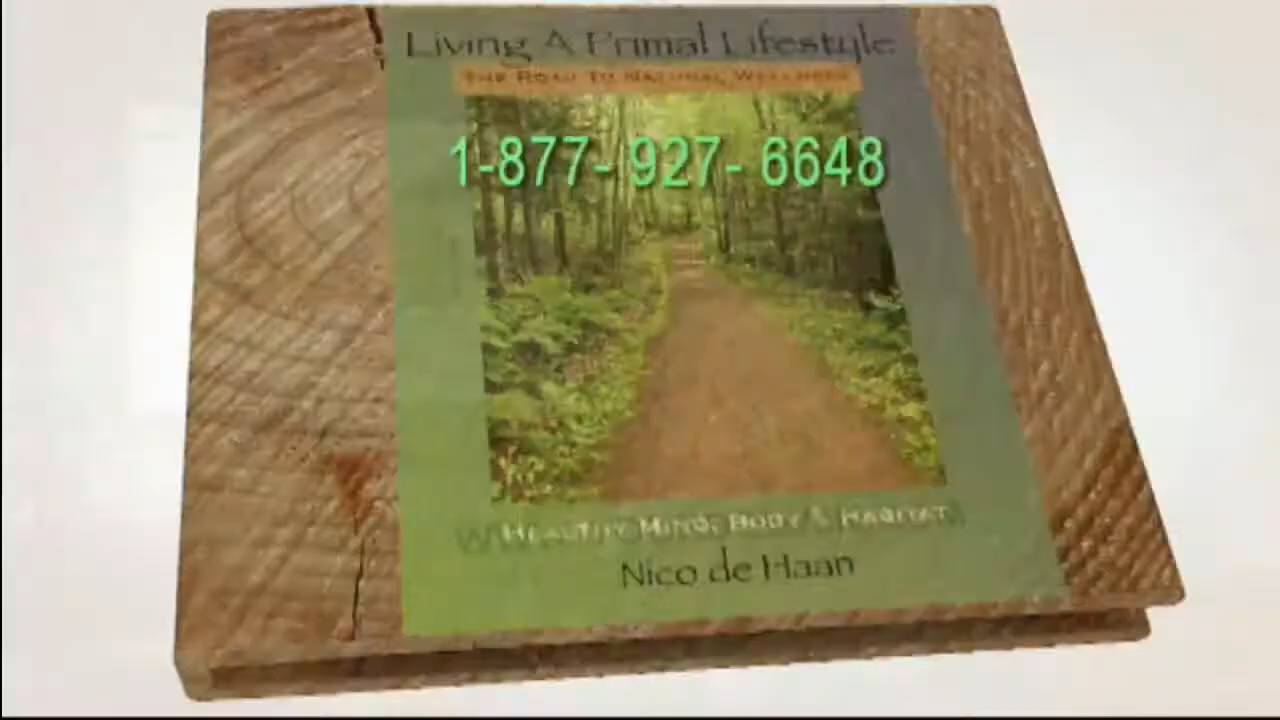 Living A Primal Lifestyle
The Road To Natural Wellness
1-877- 927- 6648
Healthy Mind, Body & Habitat
Nico de Haan